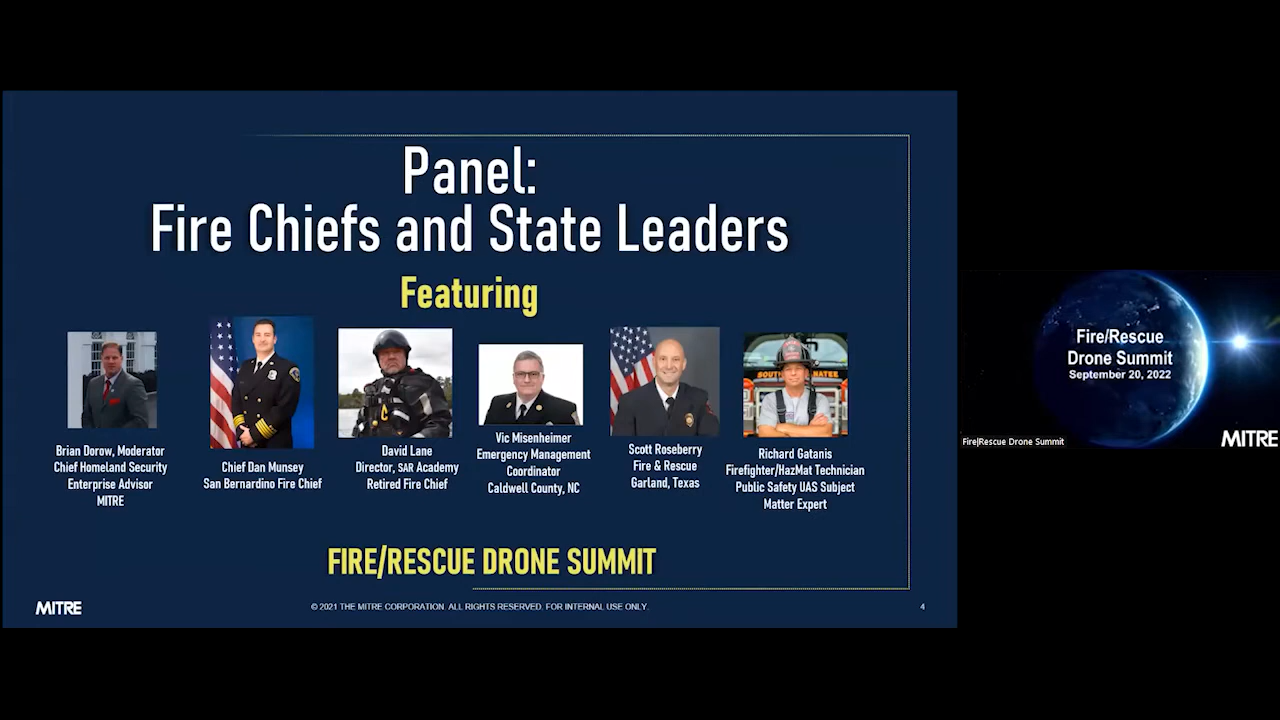 Panel:
Fire Chiefs and State Leaders
Featuring
SOUTH MANATEE
Brian Dorow, Moderator
Chief Homeland Security
Enterprise Advisor
MITRE
Chief Dan Munsey
San Bernardino Fire Chief
David Lane
Director, SAR Academy
Retired Fire Chief
Vic Misenheimer
Emergency Management
Coordinator
Caldwell County, NC
Scott Roseberry
Fire & Rescue
Garland, Texas
Richard Gatanis
Firefighter/HazMat Technician
Public Safety UAS Subject
Matter Expert
FIRE/RESCUE DRONE SUMMIT
MITRE
© 2021 THE MITRE CORPORATION. ALL RIGHTS RESERVED. FOR INTERNAL USE ONLY.
4
Fire/Rescue
Drone Summit
September 20, 2022
MITRE
Fire|Rescue Drone Summit